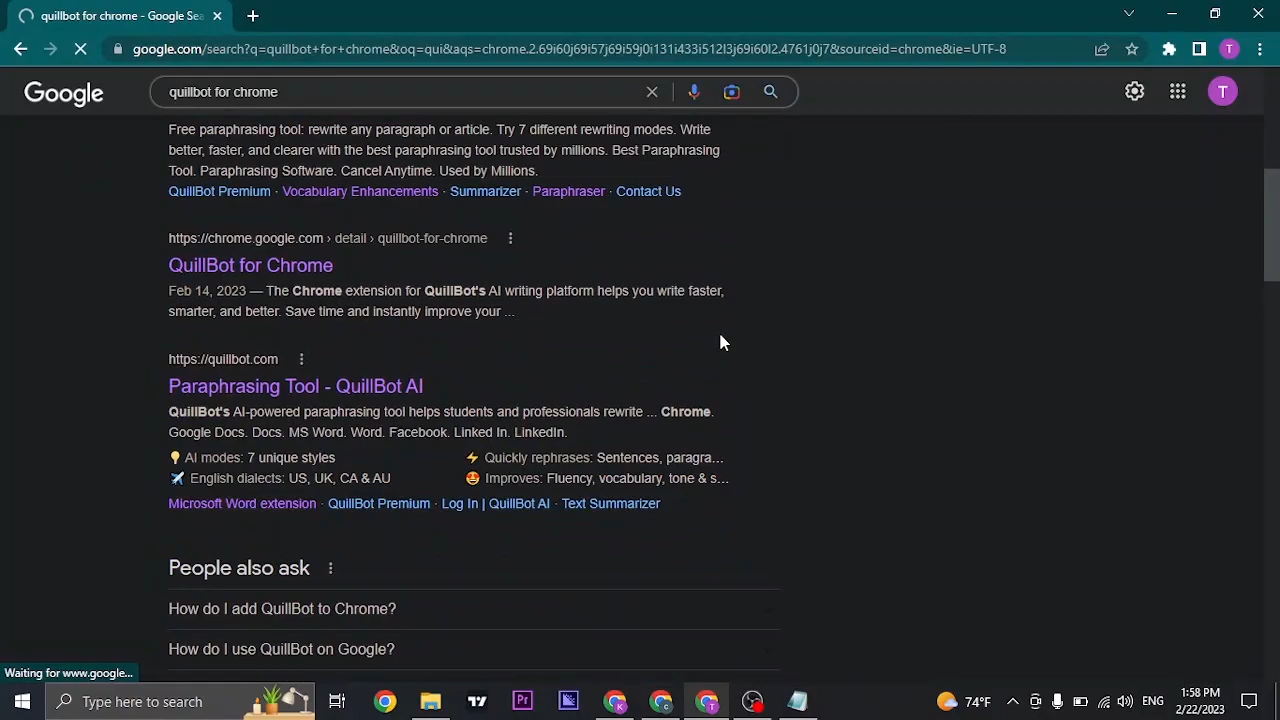 quillbot for chrome - Google Sea
google.com/search?q=quillbot+for+chrome&oq=qui&aqs=chrome.2.69i60j69i57j69i59j0i131i433i512l3j69i60l2.4761j0j7&sourceid=chrome&ie=UTF-8
T
Google
quillbot for chrome
T
Free paraphrasing tool: rewrite any paragraph or article. Try 7 different rewriting modes. Write
better, faster, and clearer with the best paraphrasing tool trusted by millions. Best Paraphrasing
Tool. Paraphrasing Software. Cancel Anytime. Used by Millions.
QuillBot Premium · Vocabulary Enhancements · Summarizer · Paraphraser · Contact Us
https://chrome.google.com › detail › quillbot-for-chrome
QuillBot for Chrome
Feb 14, 2023 — The Chrome extension for QuillBot's AI writing platform helps you write faster,
smarter, and better. Save time and instantly improve your ...
https://quillbot.com
Paraphrasing Tool - QuillBot AI
QuillBot's AI-powered paraphrasing tool helps students and professionals rewrite ... Chrome.
Google Docs. Docs. MS Word. Word. Facebook. Linked In. LinkedIn.
AI modes: 7 unique styles
Quickly rephrases: Sentences, paragra...
English dialects: US, UK, CA & AU
Improves: Fluency, vocabulary, tone & s...
Microsoft Word extension · QuillBot Premium · Log In | QuillBot AI · Text Summarizer
People also ask
How do I add QuillBot to Chrome?
How do I use QuillBot on Google?
Waiting for www.google...
Type here to search
Pr
K
C
T
74°F
ENG
1:58 PM
2/22/2023